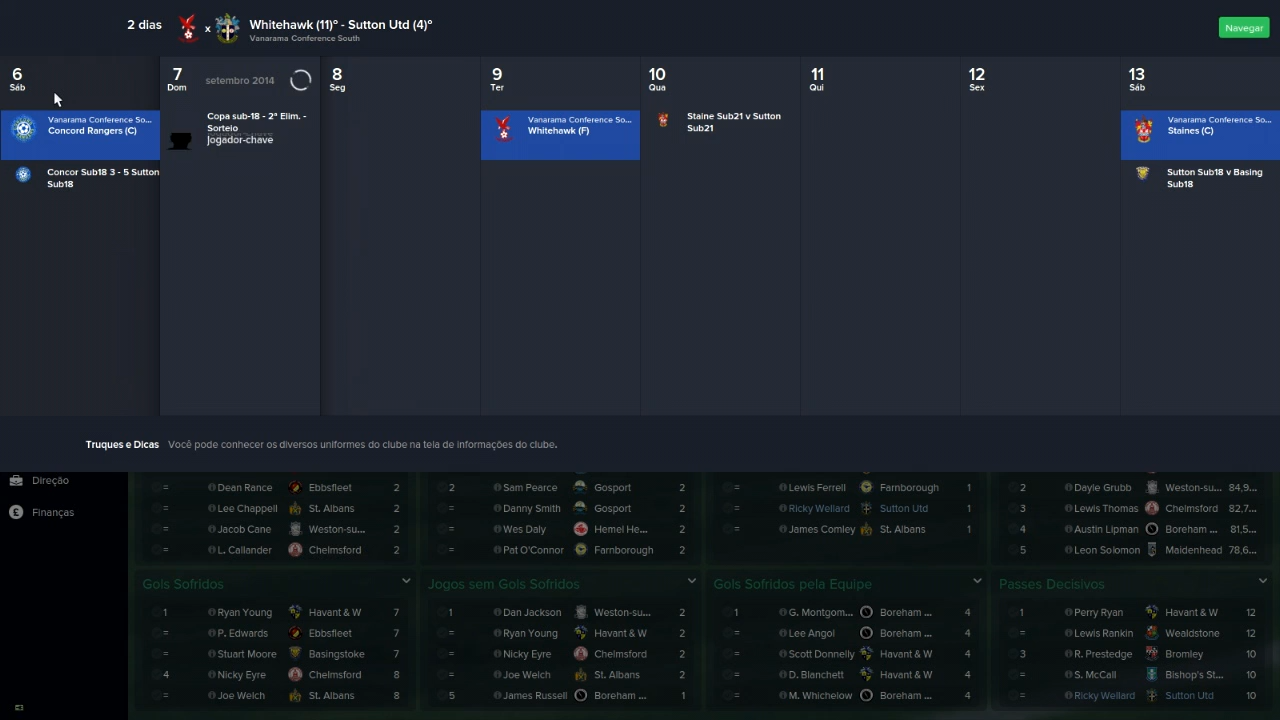 2 dias
x
Whitehawk (11)º - Sutton Utd (4)º
Vanarama Conference South
Navegar
6
Sáb
7
Dom
setembro 2014
8
Seg
9
Ter
10
Qua
11
Qui
12
Sex
13
Sáb
Vanarama Conference So...
Concord Rangers (C)
Concor Sub18 3 - 5 Sutton
Sub18
Copa sub-18 - 2ª Elim. -
Sorteio
Jogador-chave
Vanarama Conference So...
Whitehawk (F)
Staine Sub21 v Sutton
Sub21
Vanarama Conference So...
Staines (C)
Sutton Sub18 v Basing
Sub18
Truques e Dicas Você pode conhecer os diversos uniformes do clube na tela de informações do clube.
Direção
Finanças
= Dean Rance Ebbsfleet 2
= Lee Chappell St. Albans 2
= Jacob Cane Weston-su... 2
= L. Callander Chelmsford 2
2 Sam Pearce Gosport 2
= Danny Smith Gosport 2
= Wes Daly Hemel He... 2
= Pat O'Connor Farnborough 2
= Lewis Ferrell Farnborough 1
= Ricky Wellard Sutton Utd 1
= James Comley St. Albans 1
2 Dayle Grubb Weston-su... 84,9...
3 Lewis Thomas Chelmsford 82,7...
4 Austin Lipman Boreham ... 81,5...
5 Leon Solomon Maidenhead 78,6...
Gols Sofridos
1 Ryan Young Havant & W 7
= P. Edwards Ebbsfleet 7
= Stuart Moore Basingstoke 7
4 Nicky Eyre Chelmsford 8
= Joe Welch St. Albans 8
Jogos sem Gols Sofridos
1 Dan Jackson Weston-su... 2
= Ryan Young Havant & W 2
= Nicky Eyre Chelmsford 2
= Joe Welch St. Albans 2
5 James Russell Boreham ... 1
Gols Sofridos pela Equipe
1 G. Montgom... Boreham ... 4
= Lee Angol Boreham ... 4
= Scott Donnelly Havant & W 4
= D. Blanchett Havant & W 4
= M. Whichelow Boreham ... 4
Passes Decisivos
1 Perry Ryan Havant & W 12
= Lewis Rankin Wealdstone 12
3 R. Prestedge Bromley 10
= S. McCall Bishop's St... 10
= Ricky Wellard Sutton Utd 10